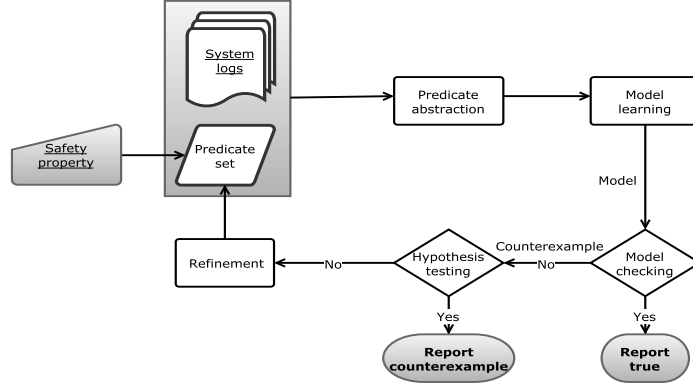 System
logs
Predicate
abstraction
Model
learning
Safety
property
Predicate
set
Model
Counterexample
Refinement
No
Hypothesis
testing
No
Model
checking
Yes
Yes
Report
counterexample
Report
true